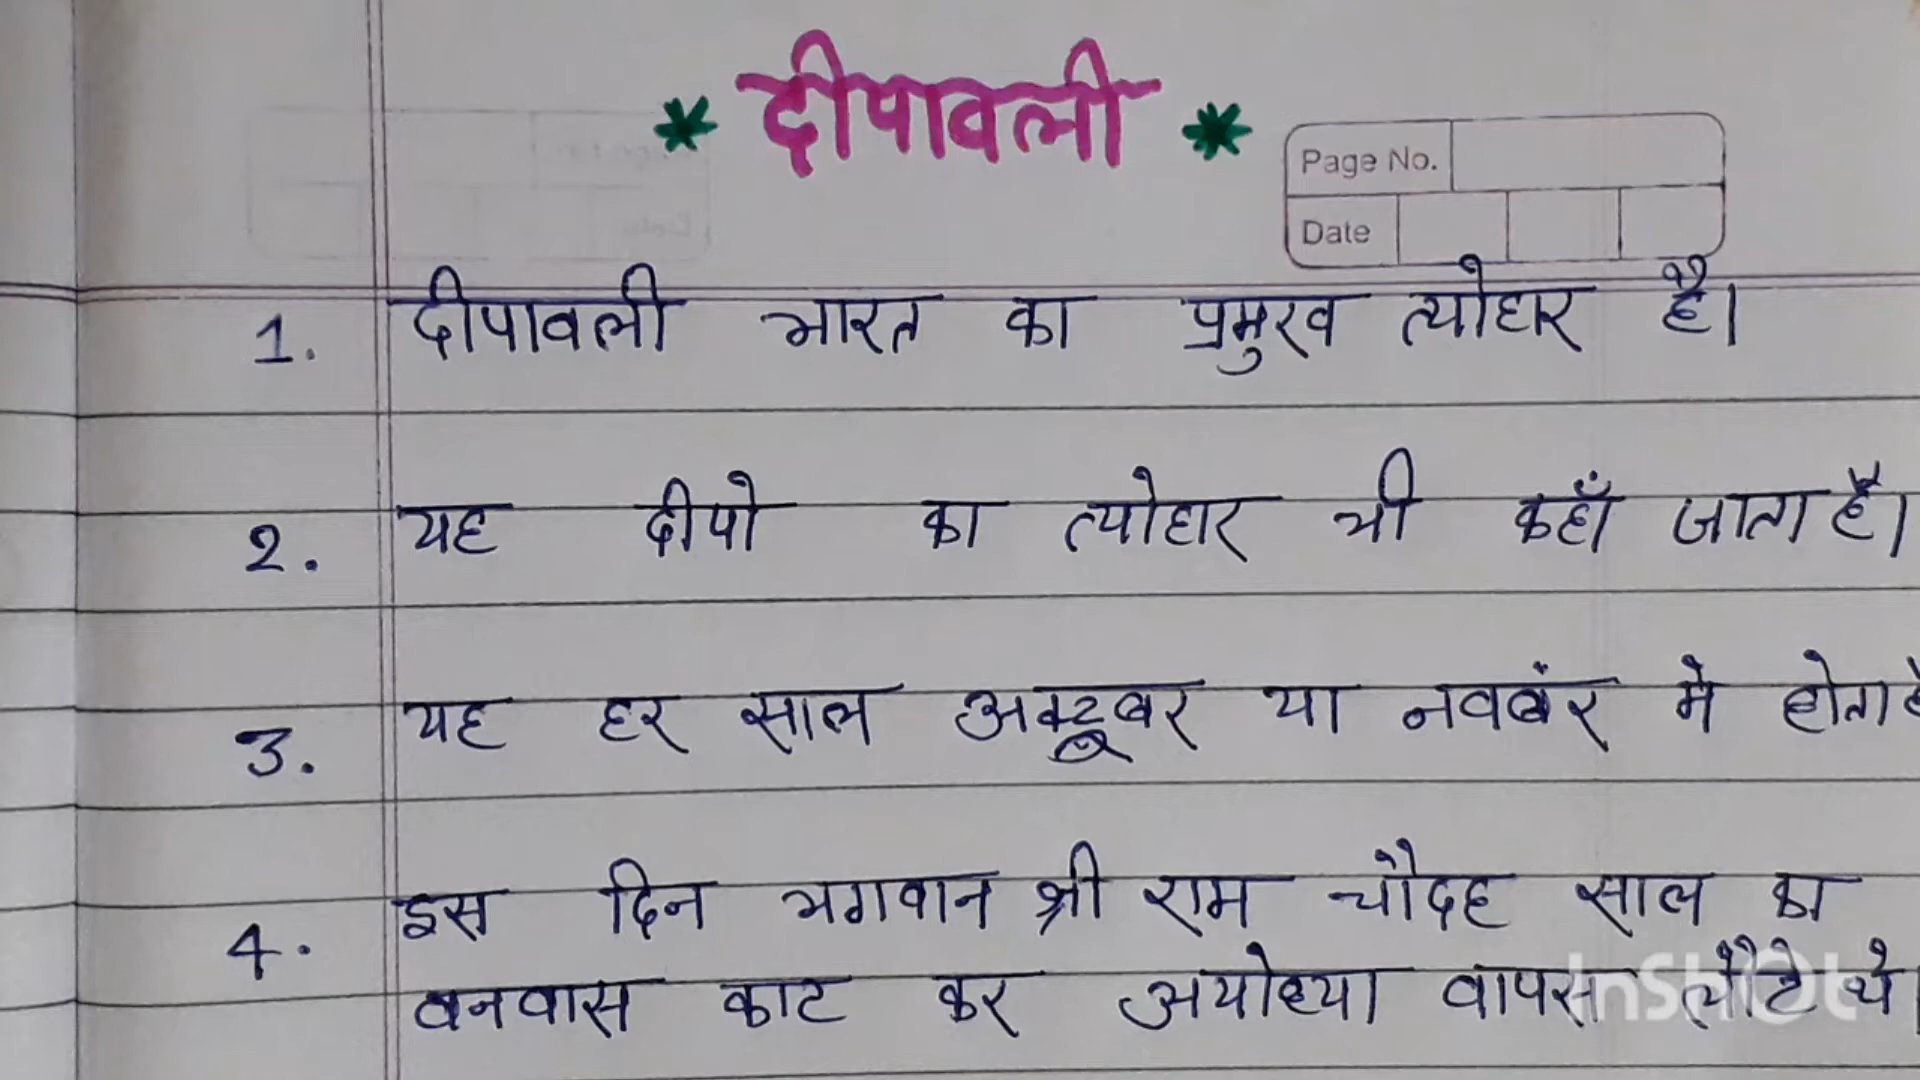 * दीपावली *
Page No.
Date
1. दीपावली भारत का प्रमुख त्योहार है।
2. यह दीपो का त्योहार भी कहाँ जाता है।
3. यह हर साल अक्टूबर या नवबंर मे होता है
4. इस दिन भगवान श्री राम चौदह साल का
वनवास काट कर अयोध्या वापस लौटे थे।
InShOt